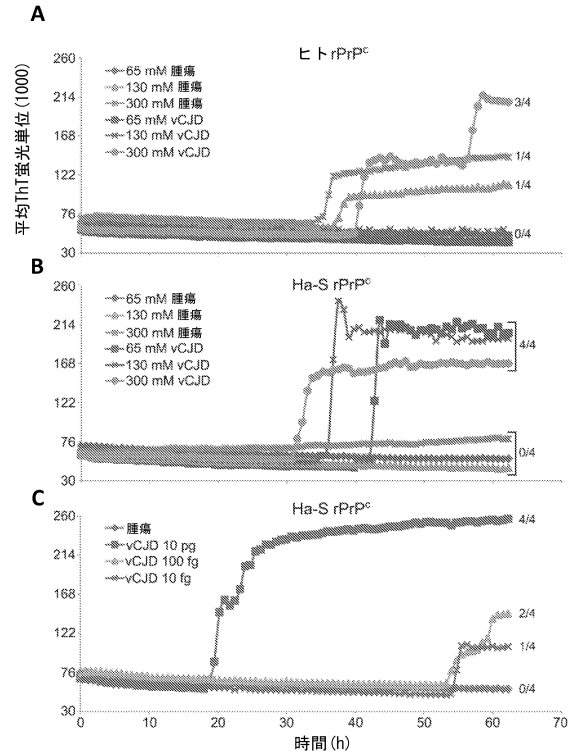 A
ヒトrPrPᶜ
平均ThT蛍光単位(1000)
260
214
168
122
76
30
65 mM 腫瘍
130 mM 腫瘍
300 mM 腫瘍
65 mM vCJD
130 mM vCJD
300 mM vCJD
3/4
1/4
1/4
0/4
B
Ha-S rPrPᶜ
260
214
168
122
76
30
65 mM 腫瘍
130 mM 腫瘍
300 mM 腫瘍
65 mM vCJD
130 mM vCJD
300 mM vCJD
4/4
0/4
C
Ha-S rPrPᶜ
260
214
168
122
76
30
腫瘍
vCJD 10 pg
vCJD 100 fg
vCJD 10 fg
4/4
2/4
1/4
0/4
0 10 20 30 40 50 60 70
時間(h)